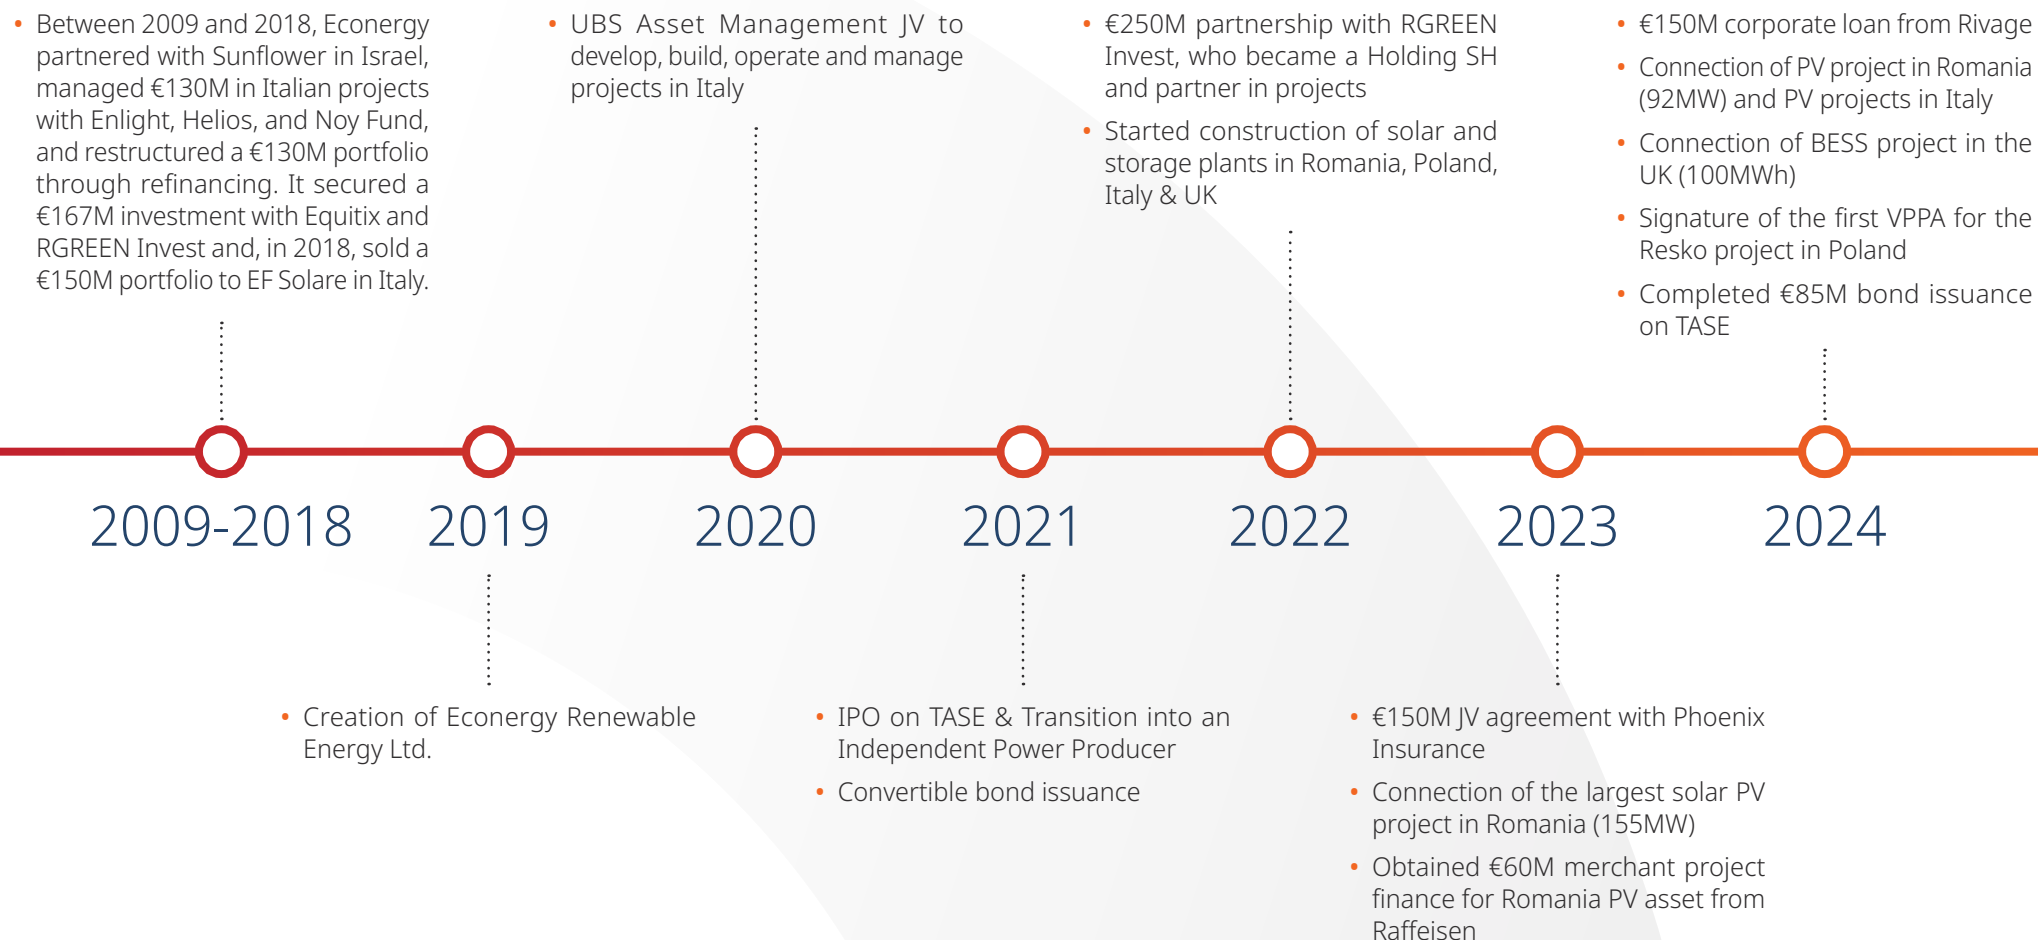 • Between 2009 and 2018, Econergy
partnered with Sunflower in Israel,
managed €130M in Italian projects
with Enlight, Helios, and Noy Fund,
and restructured a €130M portfolio
through refinancing. It secured a
€167M investment with Equitix and
RGREEN Invest and, in 2018, sold a
€150M portfolio to EF Solare in Italy.
• UBS Asset Management JV to
develop, build, operate and manage
projects in Italy
• €250M partnership with RGREEN
Invest, who became a Holding SH
and partner in projects
• Started construction of solar and
storage plants in Romania, Poland,
Italy & UK
• €150M corporate loan from Rivage
• Connection of PV project in Romania
(92MW) and PV projects in Italy
• Connection of BESS project in the
UK (100MWh)
• Signature of the first VPPA for the
Resko project in Poland
• Completed €85M bond issuance
on TASE
2009-2018
2019
2020
2021
2022
2023
2024
• Creation of Econergy Renewable
Energy Ltd.
• IPO on TASE & Transition into an
Independent Power Producer
• Convertible bond issuance
• €150M JV agreement with Phoenix
Insurance
• Connection of the largest solar PV
project in Romania (155MW)
• Obtained €60M merchant project
finance for Romania PV asset from
Raffeisen